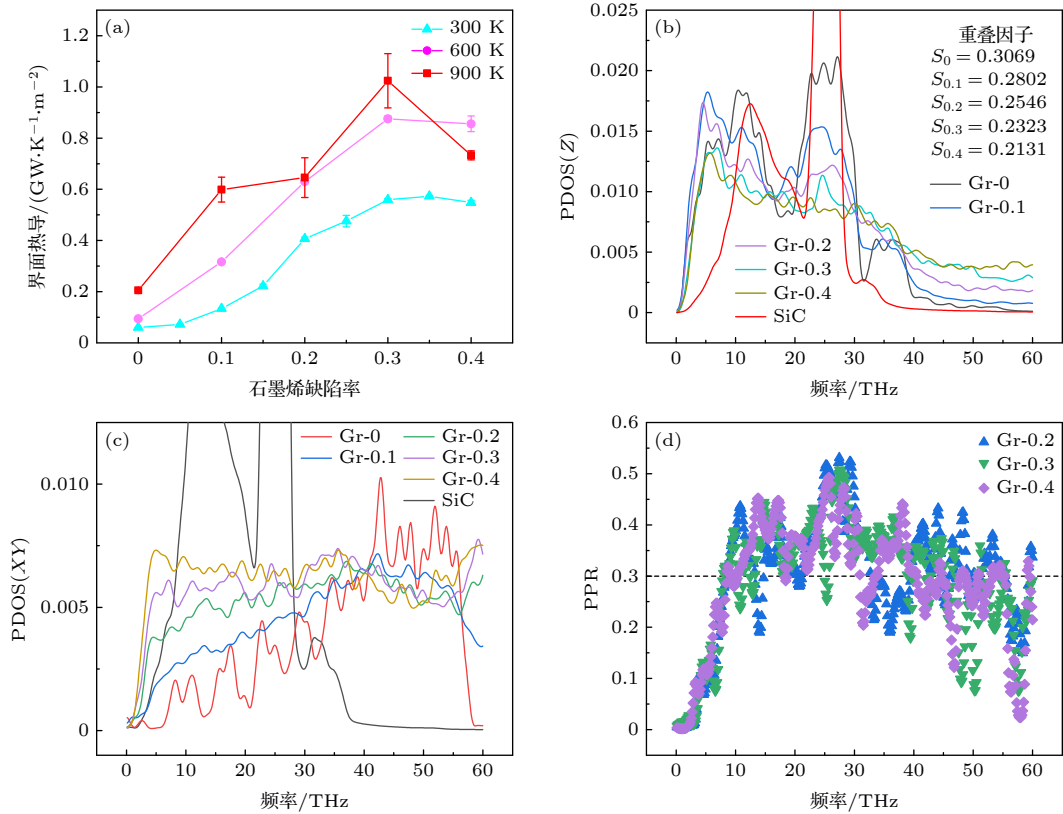 (a)
300 K
600 K
900 K
1.2
1.0
0.8
0.6
0.4
0.2
0
界面热导/(GW·K⁻¹·m⁻²)
0
0.1
0.2
0.3
0.4
石墨烯缺陷率
(b)
重叠因子
S₀ = 0.3069
S₀.₁ = 0.2802
S₀.₂ = 0.2546
S₀.₃ = 0.2323
S₀.₄ = 0.2131
Gr-0
Gr-0.1
Gr-0.2
Gr-0.3
Gr-0.4
SiC
0.025
0.020
0.015
0.010
0.005
0
PDOS(Z)
0
10
20
30
40
50
60
频率/THz
(c)
Gr-0
Gr-0.1
Gr-0.2
Gr-0.3
Gr-0.4
SiC
0.010
0.005
0
PDOS(XY)
0
10
20
30
40
50
60
频率/THz
(d)
Gr-0.2
Gr-0.3
Gr-0.4
0.6
0.5
0.4
0.3
0.2
0.1
0
PPR
0
10
20
30
40
50
60
频率/THz